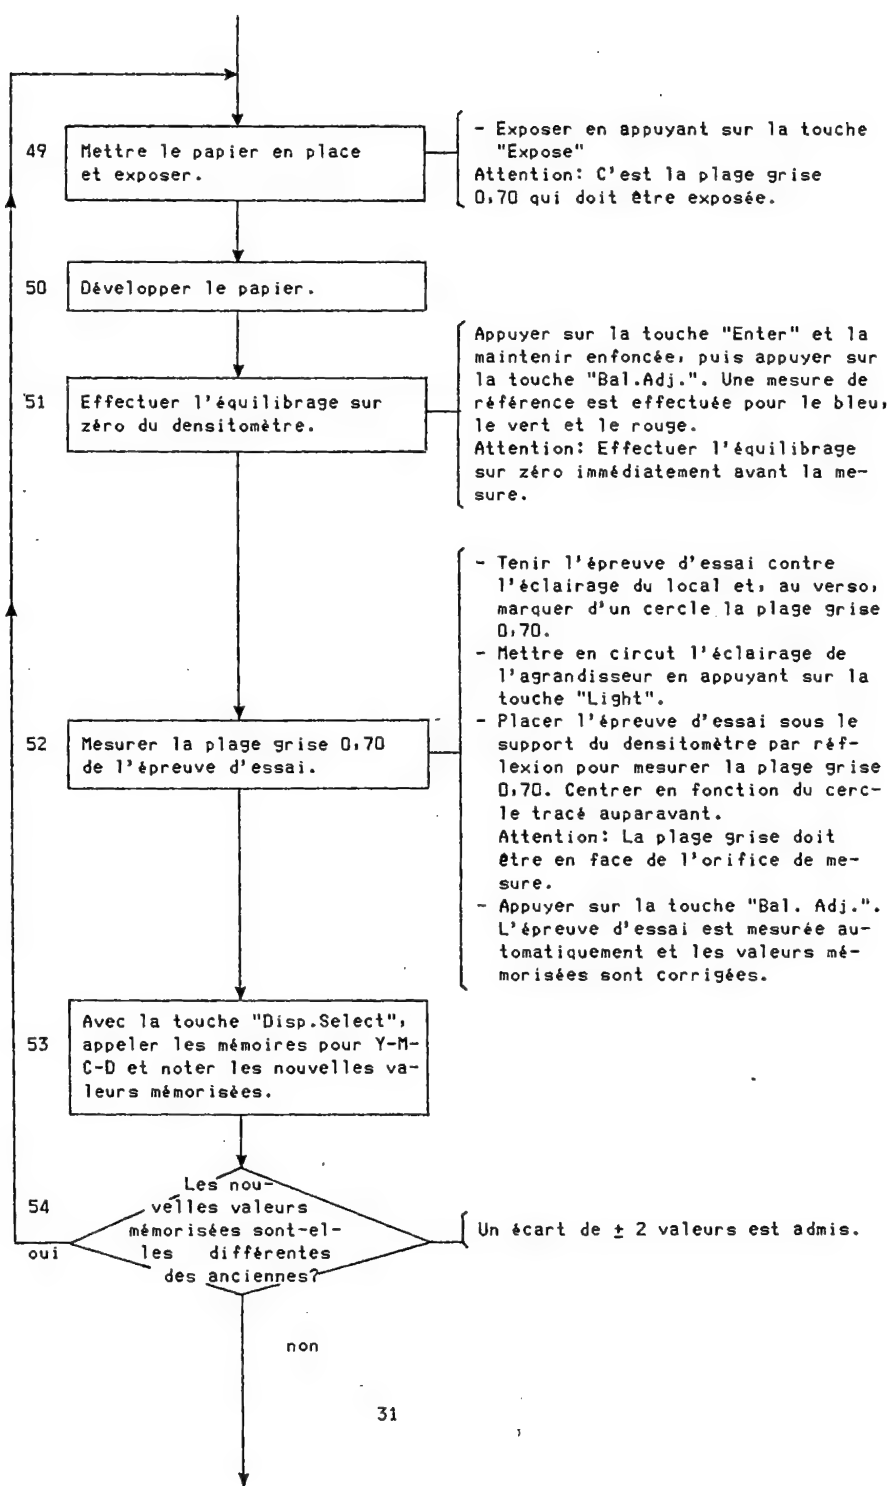 49
Mettre le papier en place
et exposer.
- Exposer en appuyant sur la touche
"Expose"
Attention: C'est la plage grise
0,70 qui doit être exposée.
50
Développer le papier.
51
Effectuer l'équilibrage sur
zéro du densitomètre.
Appuyer sur la touche "Enter" et la
maintenir enfoncée, puis appuyer sur
la touche "Bal.Adj.". Une mesure de
référence est effectuée pour le bleu,
le vert et le rouge.
Attention: Effectuer l'équilibrage
sur zéro immédiatement avant la me-
sure.
52
Mesurer la plage grise 0,70
de l'épreuve d'essai.
- Tenir l'épreuve d'essai contre
l'éclairage du local et, au verso,
marquer d'un cercle la plage grise
0,70.
- Mettre en circut l'éclairage de
l'agrandisseur en appuyant sur la
touche "Light".
- Placer l'épreuve d'essai sous le
support du densitomètre par réf-
lexion pour mesurer la plage grise
0,70. Centrer en fonction du cerc-
le tracé auparavant.
Attention: La plage grise doit
être en face de l'orifice de me-
sure.
- Appuyer sur la touche "Bal. Adj.".
L'épreuve d'essai est mesurée au-
tomatiquement et les valeurs mé-
morisées sont corrigées.
53
Avec la touche "Disp.Select",
appeler les mémoires pour Y-M-
C-D et noter les nouvelles va-
leurs mémorisées.
54
Les nou-
velles valeurs
mémorisées sont-el-
les différentes
des anciennes?
oui
Un écart de ± 2 valeurs est admis.
non
31